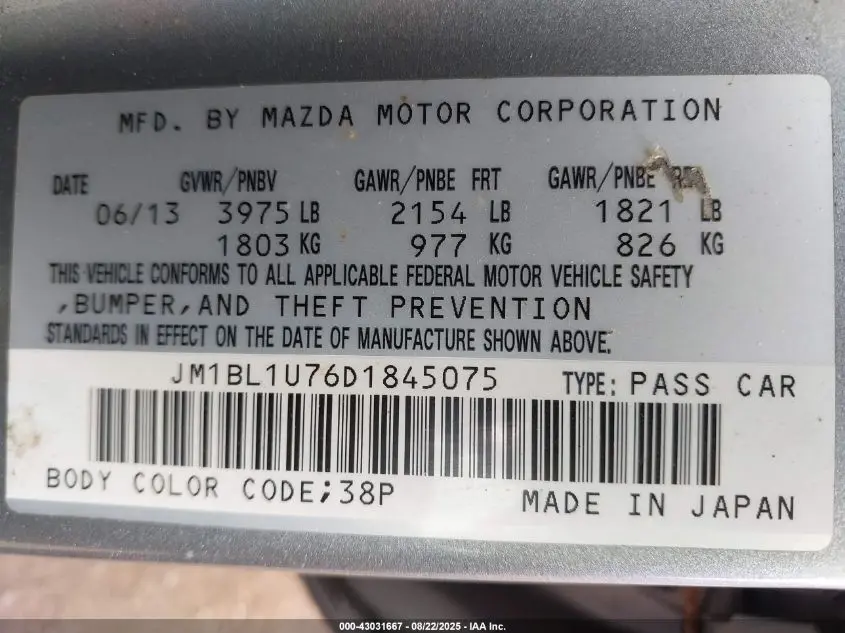 MFD. BY MAZDA MOTOR CORPORATION
DATE GVWR/PNBV GAWR/PNBE FRT GAWR/PNBE
06/13 3975 LB 2154 LB 1821 LB
1803 KG 977 KG 826 KG
THIS VEHICLE CONFORMS TO ALL APPLICABLE FEDERAL MOTOR VEHICLE SAFETY
,BUMPER,AND THEFT PREVENTION
STANDARDS IN EFFECT ON THE DATE OF MANUFACTURE SHOWN ABOVE.
JM1BL1U76D1845075 TYPE: PASS CAR
BODY COLOR CODE;38P MADE IN JAPAN
000-43031667 - 08/22/2025 - IAA Inc.